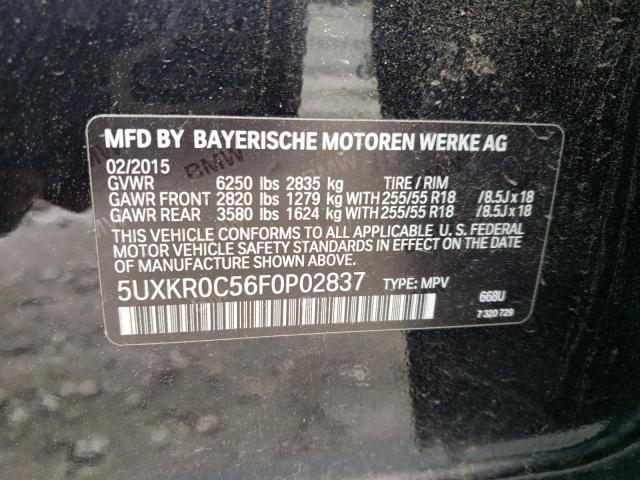 MFD BY BAYERISCHE MOTOREN WERKE AG
02/2015
GVWR 6250 lbs 2835 kg TIRE / RIM
GAWR FRONT 2820 lbs 1279 kg WITH 255/55 R18 /8.5J x 18
GAWR REAR 3580 lbs 1624 kg WITH 255/55 R18 /8.5J x 18
THIS VEHICLE CONFORMS TO ALL APPLICABLE U.S. FEDERAL
MOTOR VEHICLE SAFETY STANDARDS IN EFFECT ON THE DATE
OF MANUFACTURE SHOWN ABOVE.
5UXKR0C56F0P02837 TYPE: MPV
668U
7 320 729
BMW